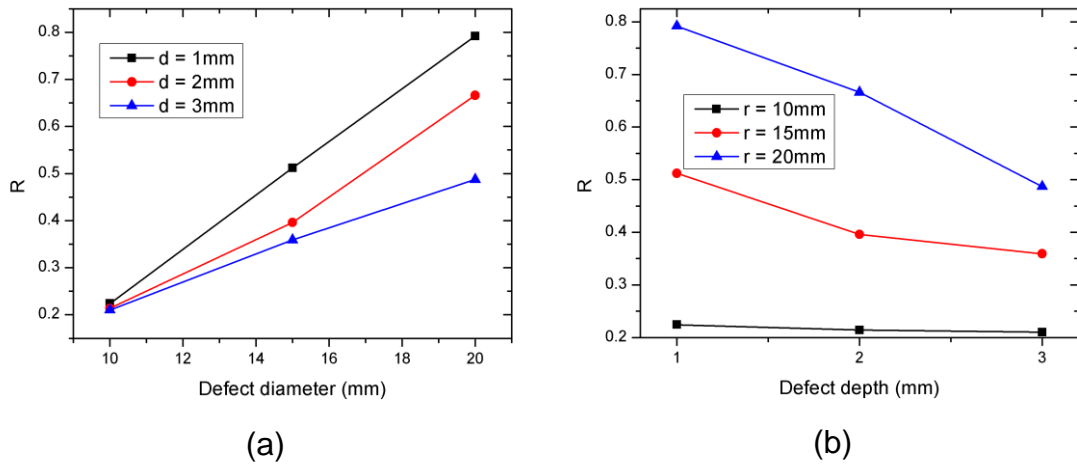 0.8
0.7
0.6
0.5
0.4
0.3
0.2
R
d = 1mm
d = 2mm
d = 3mm
10 12 14 16 18 20
Defect diameter (mm)
(a)
0.8
0.7
0.6
0.5
0.4
0.3
0.2
R
r = 10mm
r = 15mm
r = 20mm
1 2 3
Defect depth (mm)
(b)